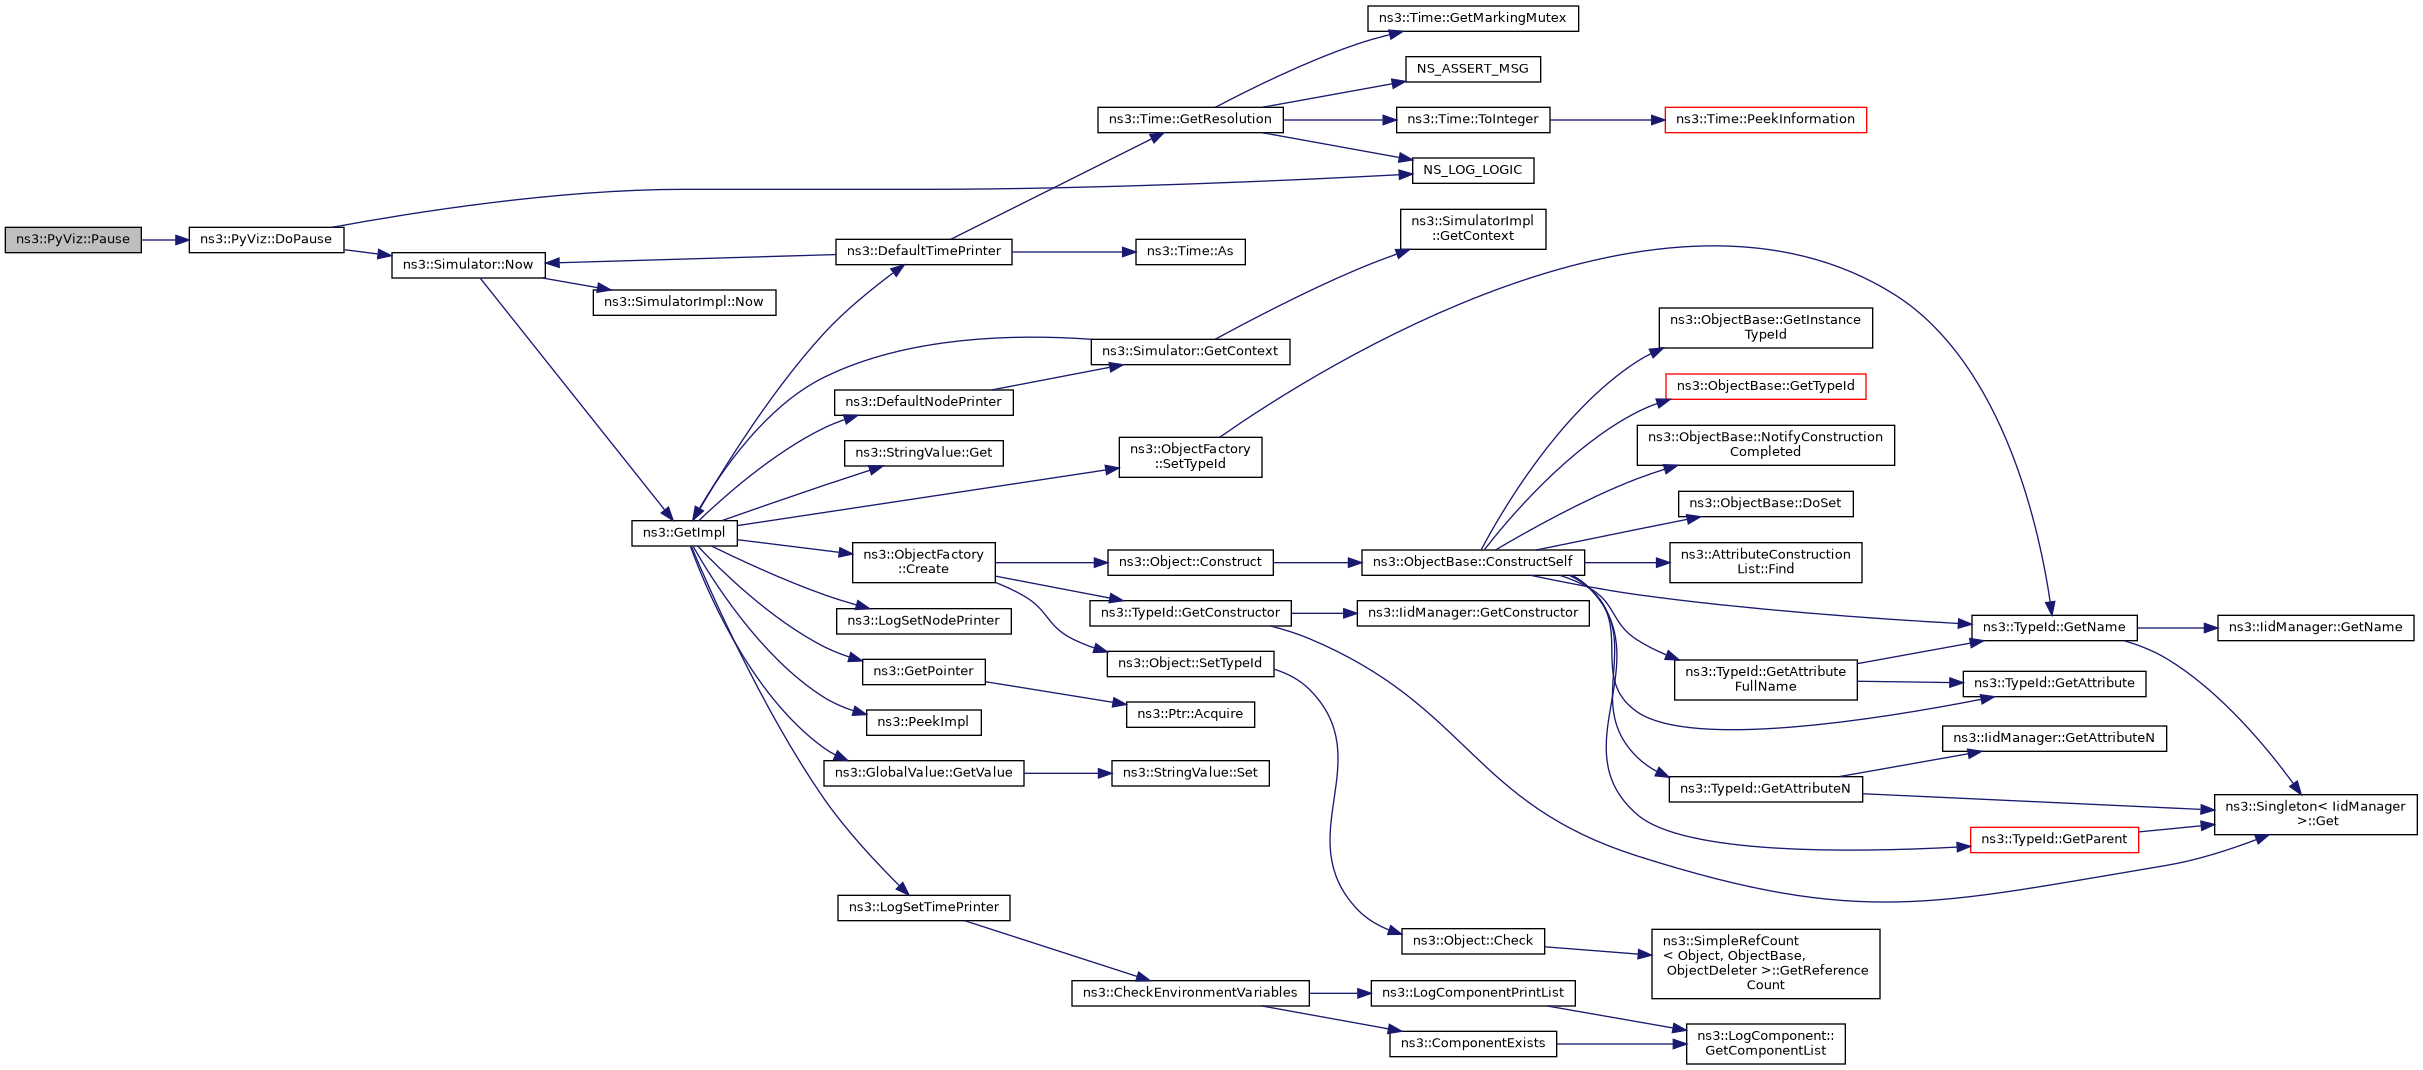 ns3::Time::GetMarkingMutex
NS_ASSERT_MSG
ns3::Time::GetResolution
ns3::Time::ToInteger
ns3::Time::PeekInformation
NS_LOG_LOGIC
ns3::PyViz::Pause
ns3::PyViz::DoPause
ns3::Simulator::Now
ns3::SimulatorImpl::Now
ns3::DefaultTimePrinter
ns3::Time::As
ns3::SimulatorImpl
::GetContext
ns3::Simulator::GetContext
ns3::DefaultNodePrinter
ns3::StringValue::Get
ns3::ObjectFactory
::SetTypeId
ns3::ObjectBase::GetInstance
TypeId
ns3::ObjectBase::GetTypeId
ns3::ObjectBase::NotifyConstruction
Completed
ns3::ObjectBase::DoSet
ns3::GetImpl
ns3::ObjectFactory
::Create
ns3::Object::Construct
ns3::ObjectBase::ConstructSelf
ns3::AttributeConstruction
List::Find
ns3::LogSetNodePrinter
ns3::TypeId::GetConstructor
ns3::IidManager::GetConstructor
ns3::TypeId::GetName
ns3::IidManager::GetName
ns3::GetPointer
ns3::Object::SetTypeId
ns3::TypeId::GetAttribute
FullName
ns3::TypeId::GetAttribute
ns3::PeekImpl
ns3::Ptr::Acquire
ns3::IidManager::GetAttributeN
ns3::GlobalValue::GetValue
ns3::StringValue::Set
ns3::TypeId::GetAttributeN
ns3::Singleton< IidManager
>::Get
ns3::TypeId::GetParent
ns3::LogSetTimePrinter
ns3::Object::Check
ns3::SimpleRefCount
< Object, ObjectBase,
ObjectDeleter >::GetReference
Count
ns3::CheckEnvironmentVariables
ns3::LogComponentPrintList
ns3::ComponentExists
ns3::LogComponent::
GetComponentList